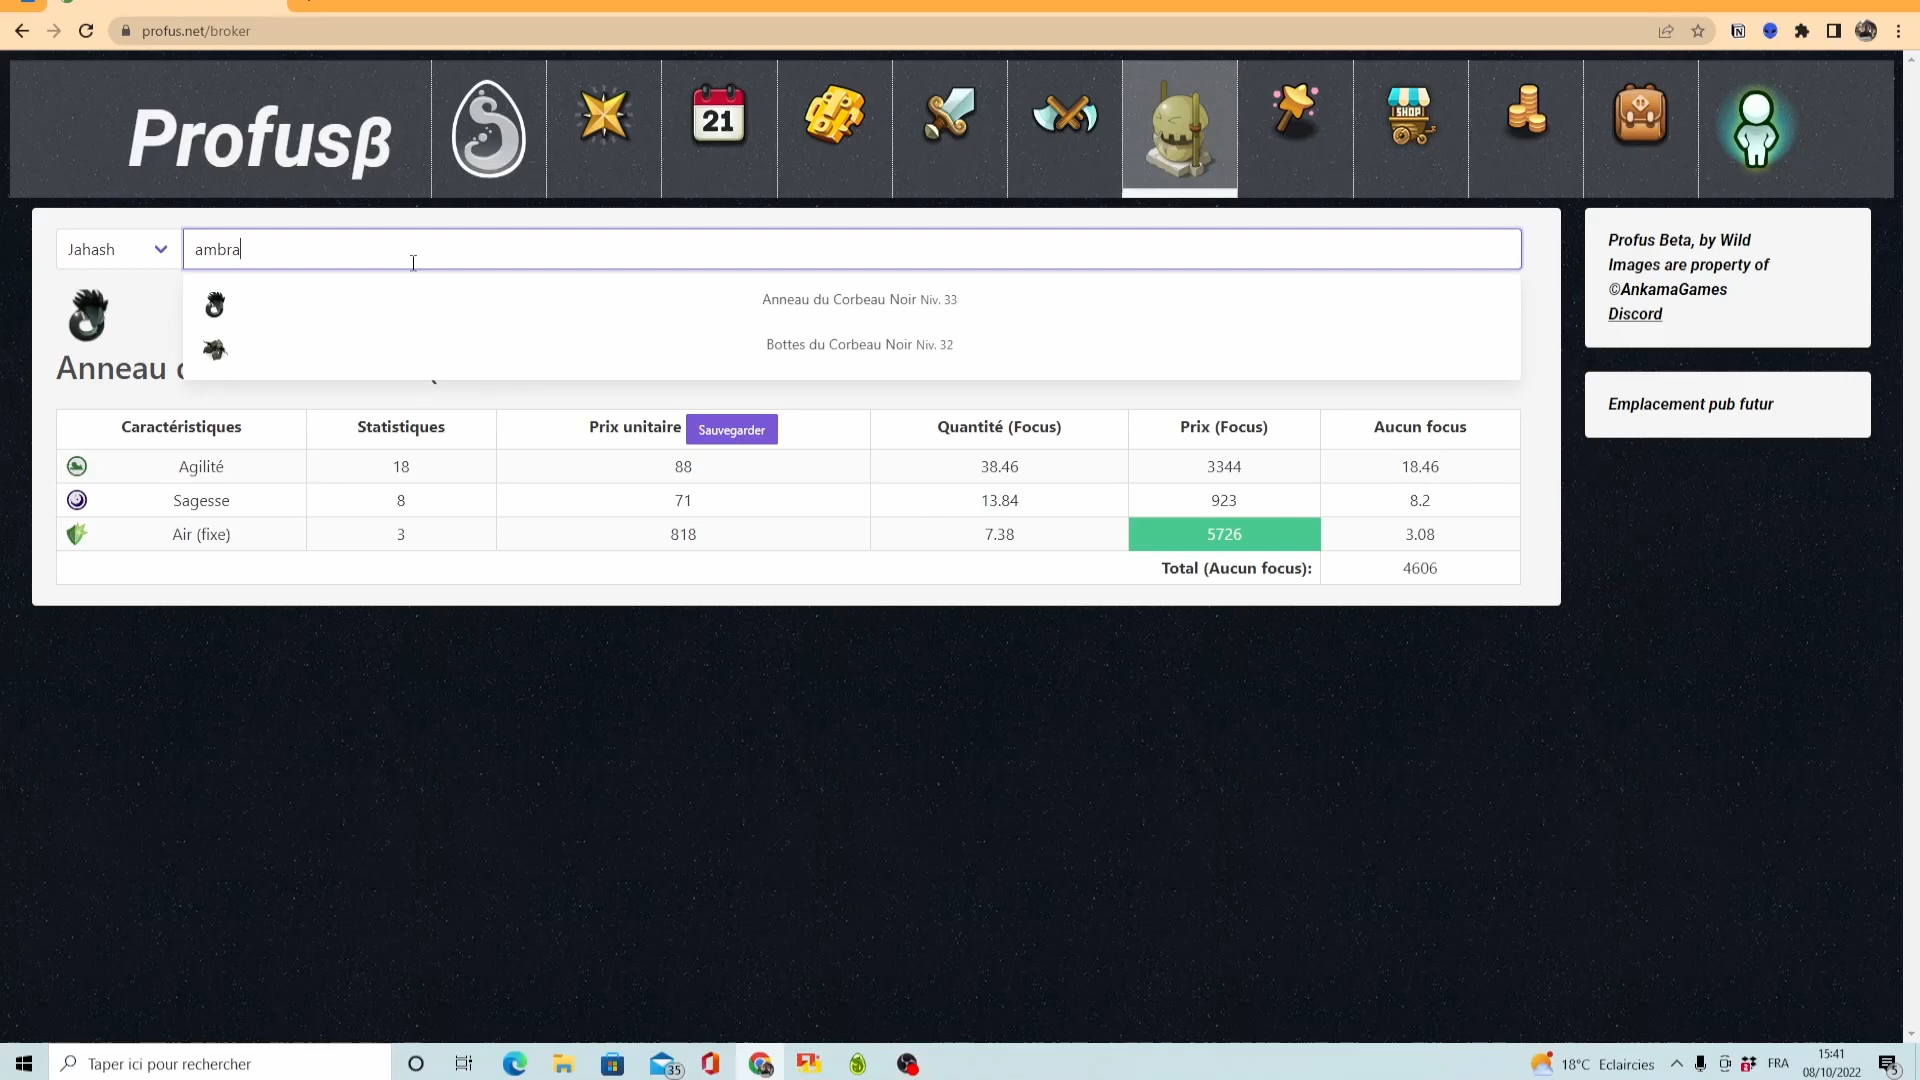 profus.net/broker
Profusβ
21
SHOP!
Jahash
ambra
Anneau du Corbeau Noir Niv. 33
Bottes du Corbeau Noir Niv. 32
Anneau
Caractéristiques Statistiques Prix unitaire Sauvegarder Quantité (Focus) Prix (Focus) Aucun focus
Agilité 18 88 38.46 3344 18.46
Sagesse 8 71 13.84 923 8.2
Air (fixe) 3 818 7.38 5726 3.08
Total (Aucun focus): 4606
Profus Beta, by Wild
Images are property of
©AnkamaGames
Discord
Emplacement pub futur
Taper ici pour rechercher
35
18°C Eclaircies
FRA
15:41
08/10/2022
5